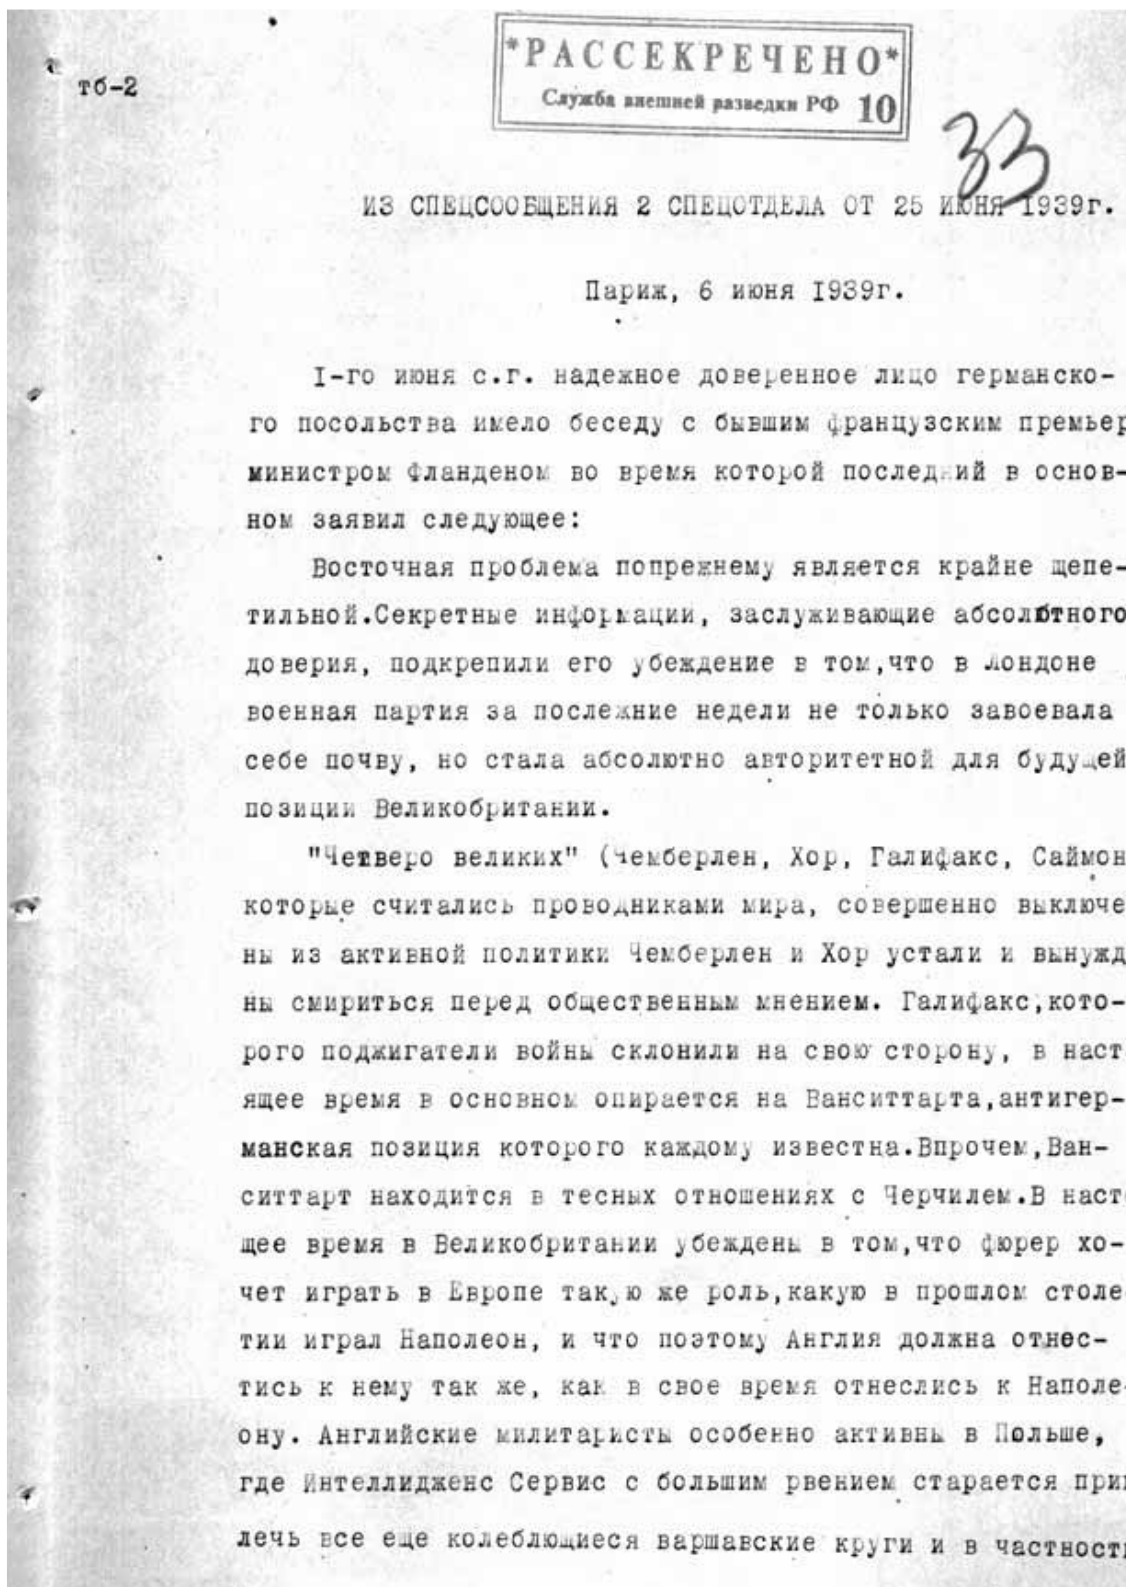 *РАССЕКРЕЧЕНО*
Служба внешней разведки РФ 10
тб-2
33
ИЗ СПЕЦСООБЩЕНИЯ 2 СПЕЦОТДЕЛА ОТ 25 ИЮНЯ 1939г.
Париж, 6 июня 1939г.
I-го июня с.г. надежное доверенное лицо германско-
го посольства имело беседу с бывшим французским премьер
министром Фланденом во время которой последний в основ-
ном заявил следующее:
Восточная проблема попрежнему является крайне щепе-
тильной.Секретные информации, заслуживающие абсолютного
доверия, подкрепили его убеждение в том,что в Лондоне
военная партия за последние недели не только завоевала
себе почву, но стала абсолютно авторитетной для будущей
позиции Великобритании.
"Четверо великих" (Чемберлен, Хор, Галифакс, Саймон
которые считались проводниками мира, совершенно выключе
ны из активной политики Чемберлен и Хор устали и вынужд
ны смириться перед общественным мнением. Галифакс,кото-
рого поджигатели войны склонили на свою сторону, в наст
ящее время в основном опирается на Ванситтарта,антигер-
манская позиция которого каждому известна.Впрочем,Ван-
ситтарт находится в тесных отношениях с Черчилем.В наст
щее время в Великобритании убеждены в том,что фюрер хо-
чет играть в Европе такую же роль,какую в прошлом столе
тии играл Наполеон, и что поэтому Англия должна отнес-
тись к нему так же, как в свое время отнеслись к Наполе-
ону. Английские милитаристы особенно активны в Польше,
где Интеллидженс Сервис с большим рвением старается при
лечь все еще колеблющиеся варшавские круги и в частност